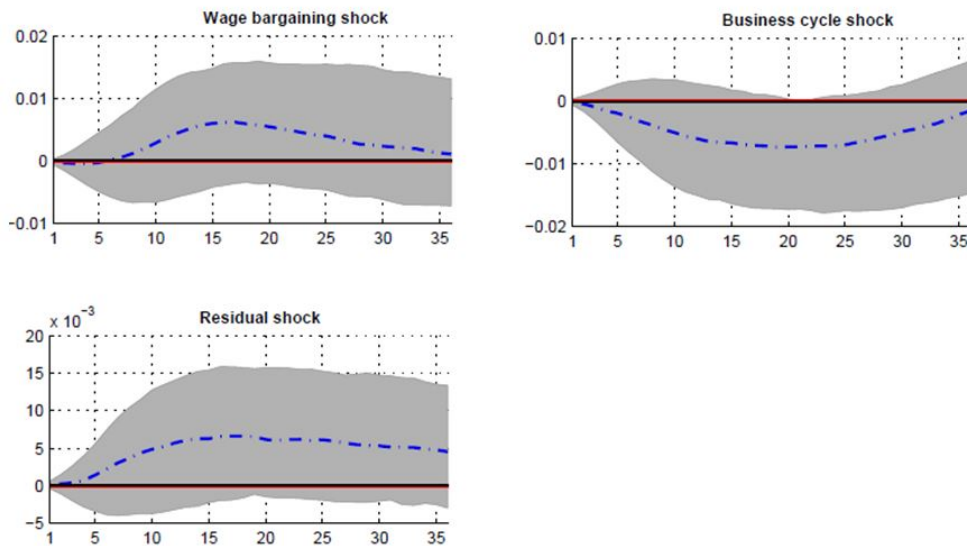 Wage bargaining shock
0.02
0.01
0
−0.01
1 5 10 15 20 25 30 35
Business cycle shock
0.01
0
−0.01
−0.02
1 5 10 15 20 25 30 35
x 10⁻³
Residual shock
20
15
10
5
0
−5
1 5 10 15 20 25 30 35